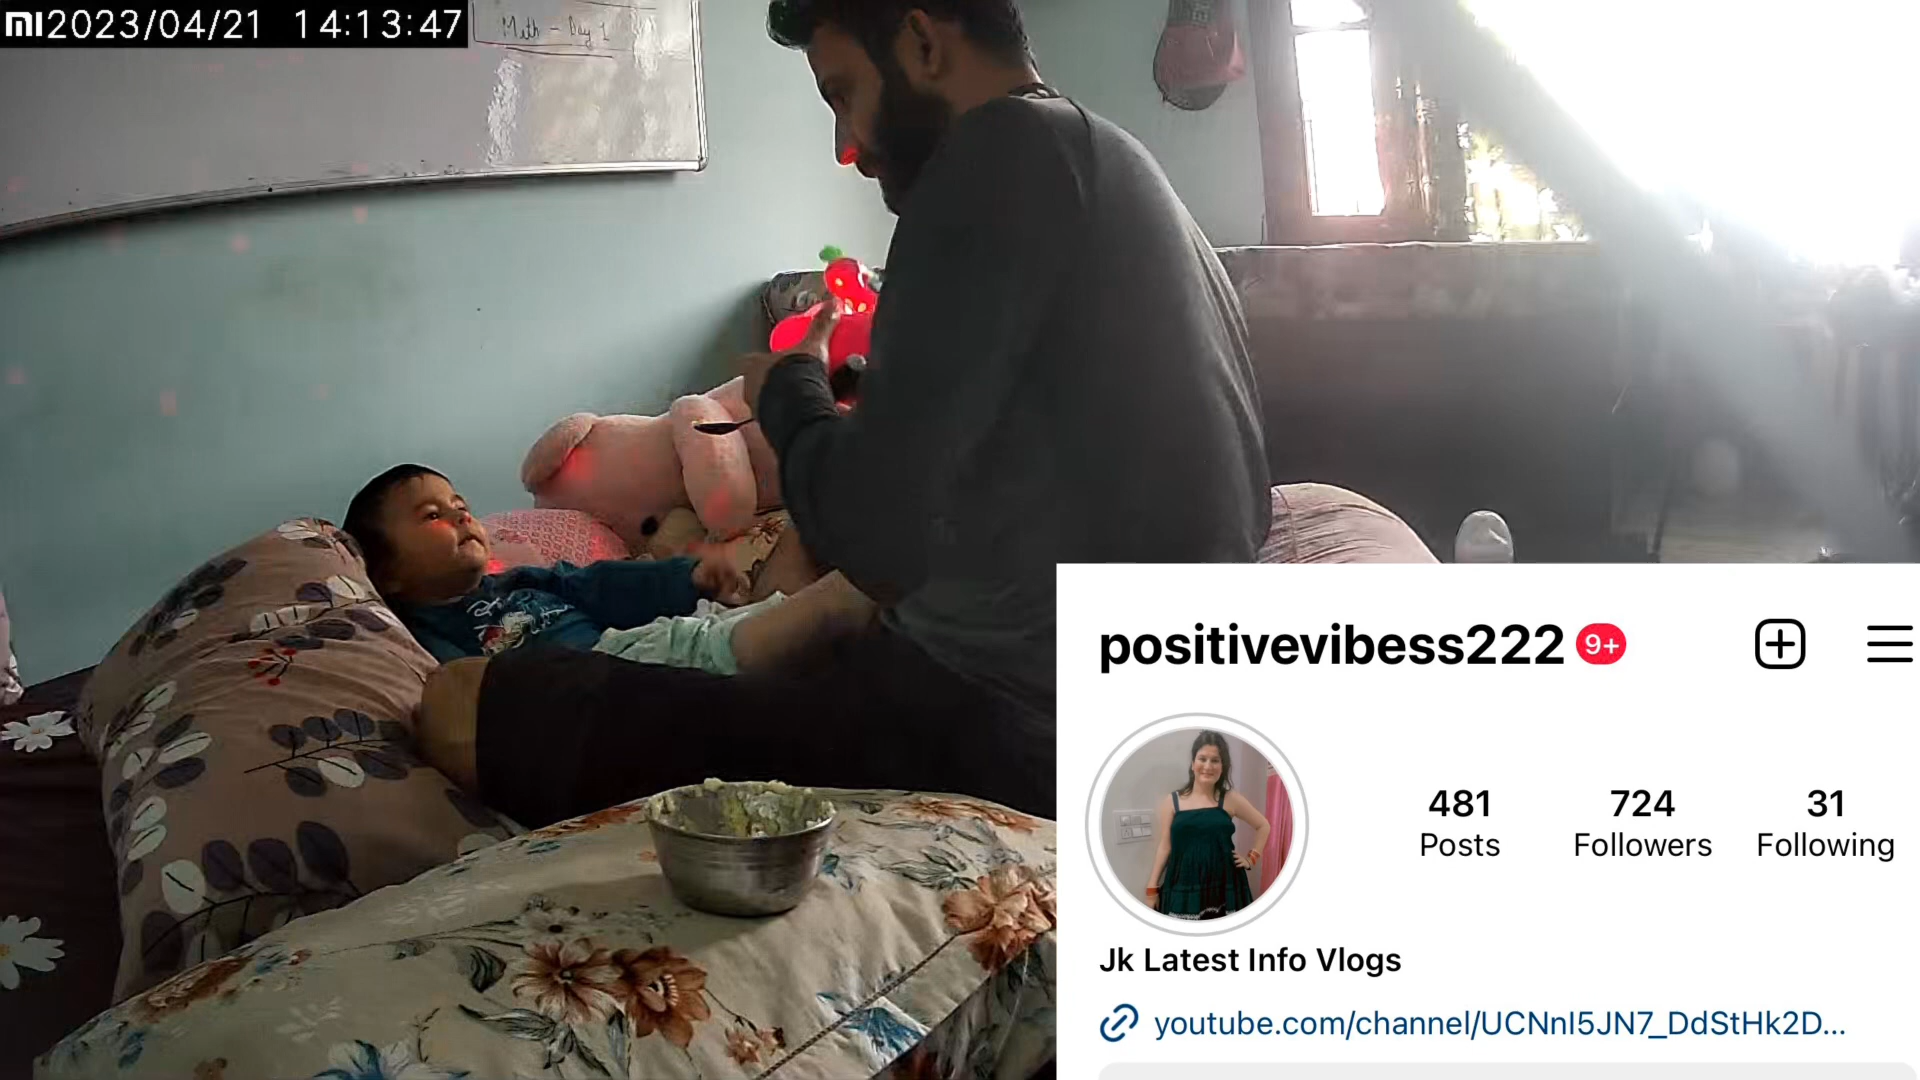 mi2023/04/21 14:13:47
Math - Day 1
positivevibess222 9+
481 724 31
Posts Followers Following
Jk Latest Info Vlogs
youtube.com/channel/UCNnI5JN7_DdStHk2D...